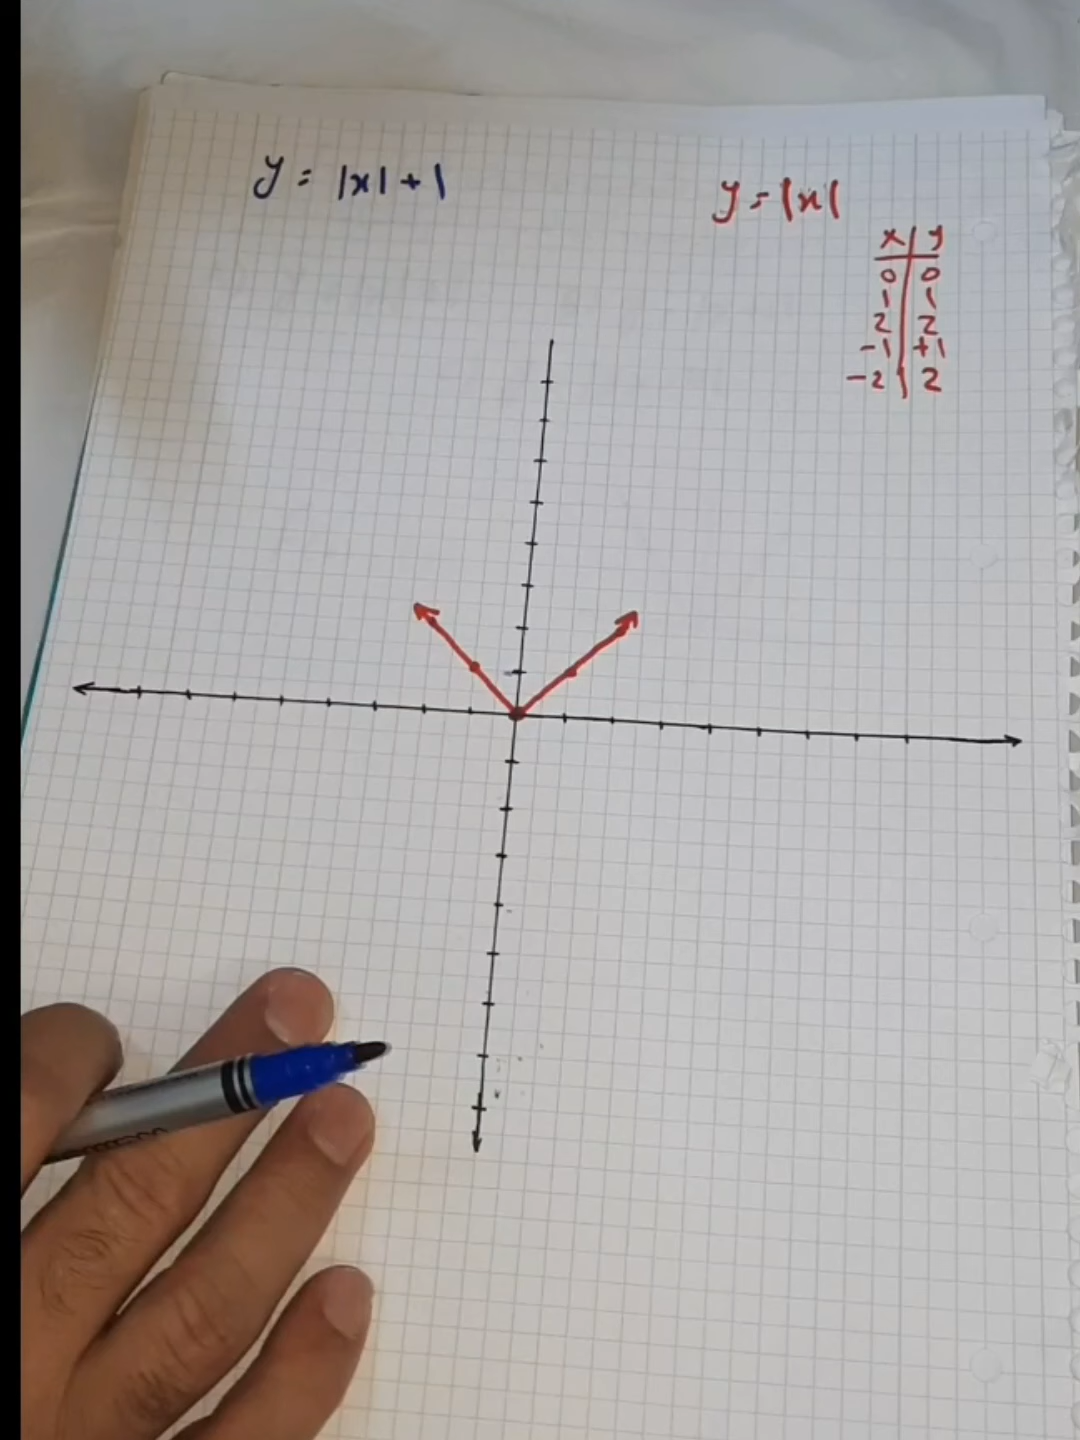 y = |x| + 1
y = |x|
x | y
0 | 0
1 | 1
2 | 2
-1 | +1
-2 | 2